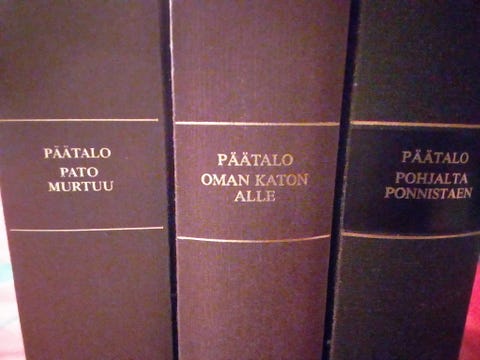 PÄÄTALO
PATO
MURTUU
PÄÄTALO
OMAN KATON
ALLE
PÄÄTALO
POHJALTA
PONNISTAEN